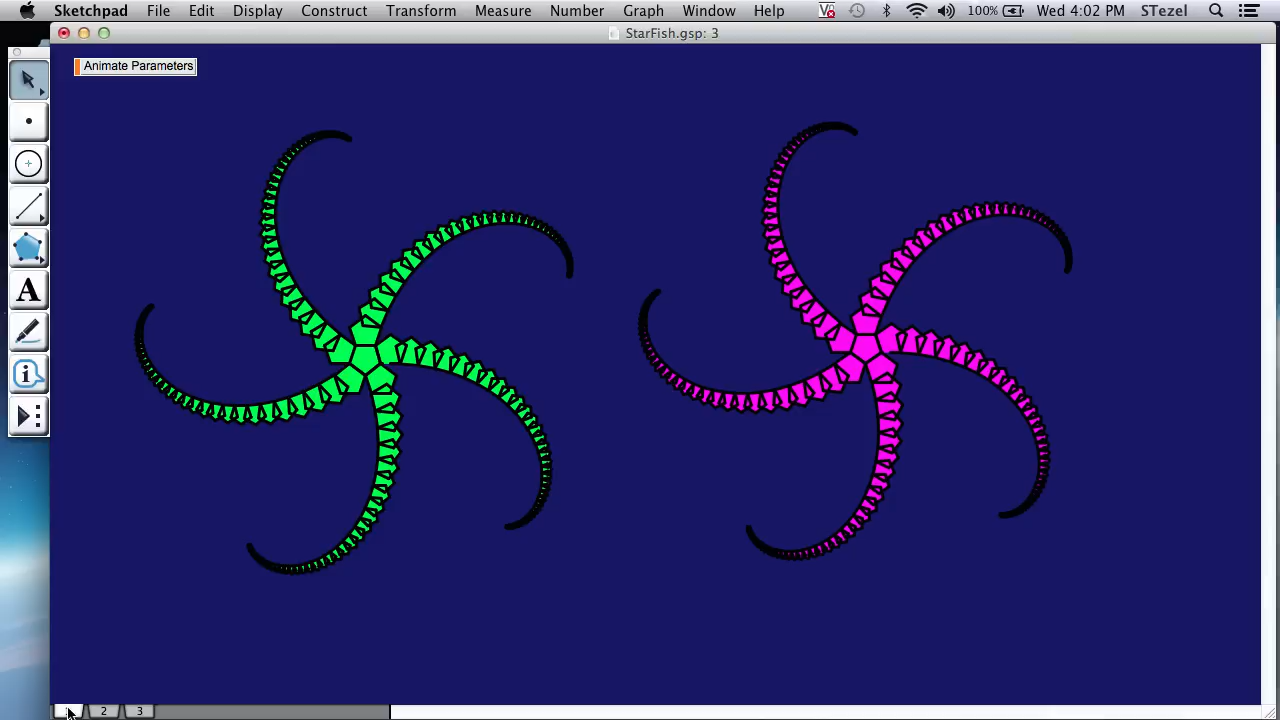 Sketchpad File Edit Display Construct Transform Measure Number Graph Window Help 100% Wed 4:02 PM STezel
StarFish.gsp: 3
Animate Parameters
A
i
2 3